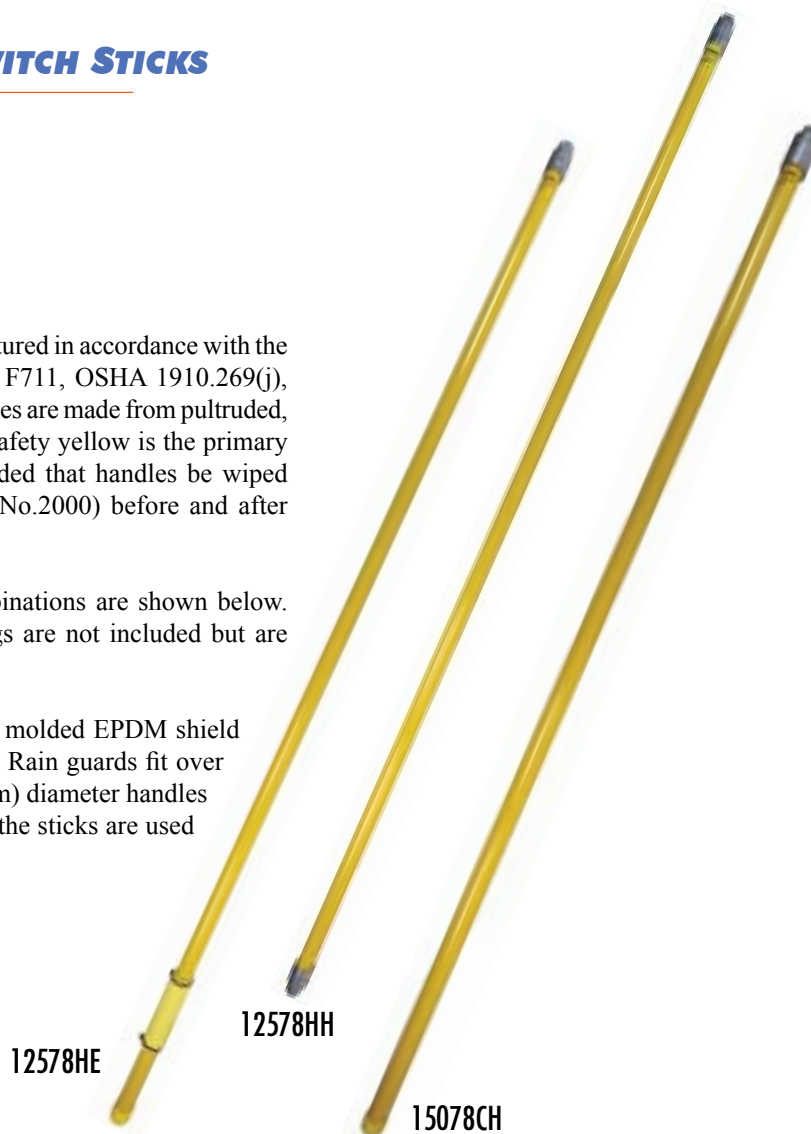 SWITCH STICKS
tured in accordance with the
F711, OSHA 1910.269(j),
es are made from pultruded,
afety yellow is the primary
ded that handles be wiped
No.2000) before and after
binations are shown below.
gs are not included but are
molded EPDM shield
Rain guards fit over
m) diameter handles
the sticks are used
12578HH
12578HE
15078CH